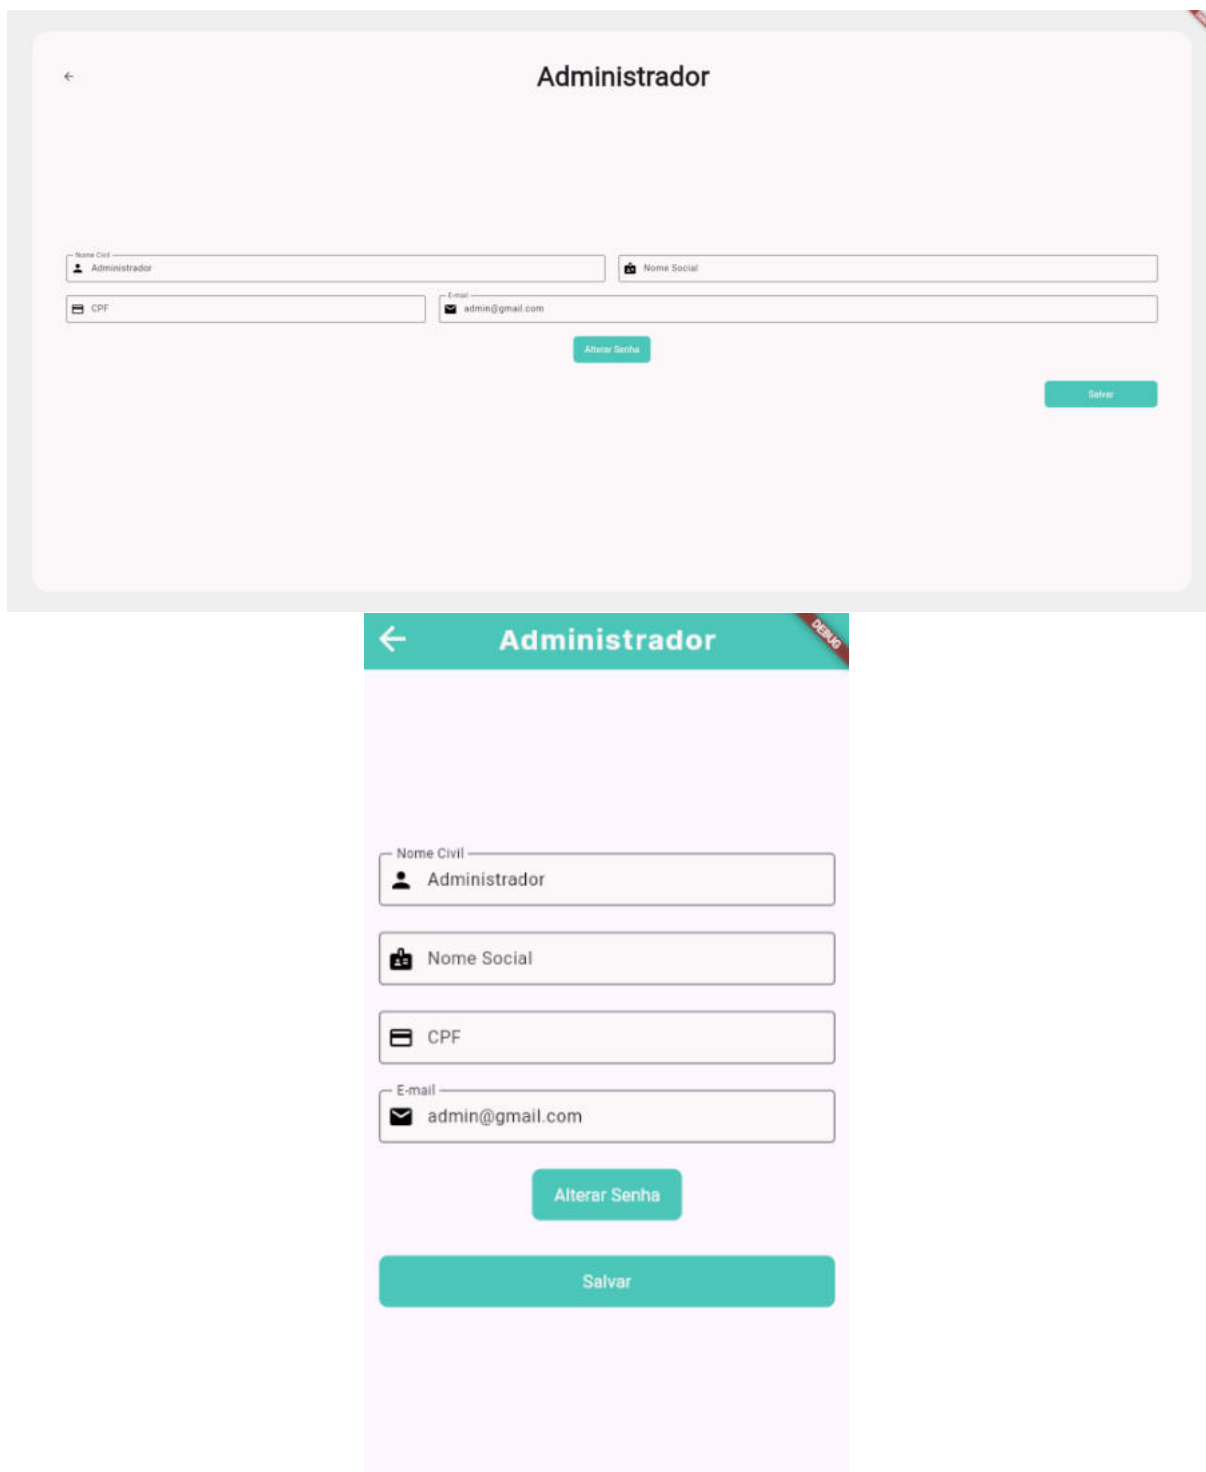 Administrador
Nome Civil
Administrador
Nome Social
CPF
E-mail
admin@gmail.com
Alterar Senha
Salvar
Administrador
DEBUG
Nome Civil
Administrador
Nome Social
CPF
E-mail
admin@gmail.com
Alterar Senha
Salvar